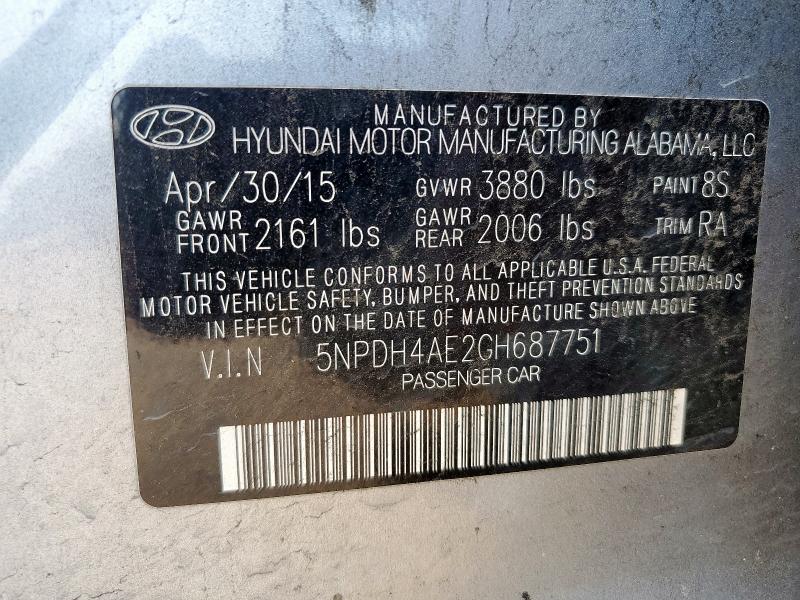 MANUFACTURED BY
HYUNDAI MOTOR MANUFACTURING ALABAMA, LLC
Apr/30/15 GVWR 3880 lbs PAINT 8S
GAWR FRONT 2161 lbs GAWR REAR 2006 lbs TRIM RA
THIS VEHICLE CONFORMS TO ALL APPLICABLE U.S.A. FEDERAL
MOTOR VEHICLE SAFETY, BUMPER, AND THEFT PREVENTION STANDARDS
IN EFFECT ON THE DATE OF MANUFACTURE SHOWN ABOVE
V.I.N 5NPDH4AE2GH687751
PASSENGER CAR